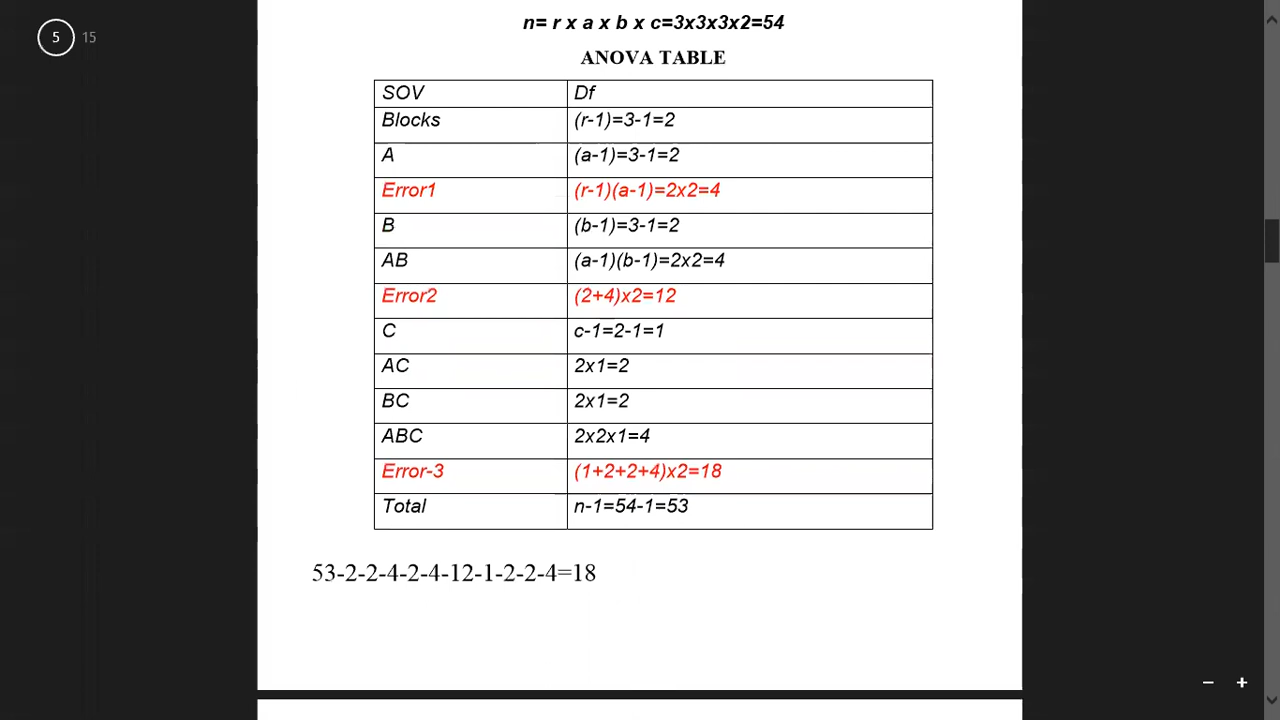 5 15
n= r x a x b x c=3x3x3x2=54
ANOVA TABLE
SOV Df
Blocks (r-1)=3-1=2
A (a-1)=3-1=2
Error1 (r-1)(a-1)=2x2=4
B (b-1)=3-1=2
AB (a-1)(b-1)=2x2=4
Error2 (2+4)x2=12
C c-1=2-1=1
AC 2x1=2
BC 2x1=2
ABC 2x2x1=4
Error-3 (1+2+2+4)x2=18
Total n-1=54-1=53
53-2-2-4-2-4-12-1-2-2-4=18